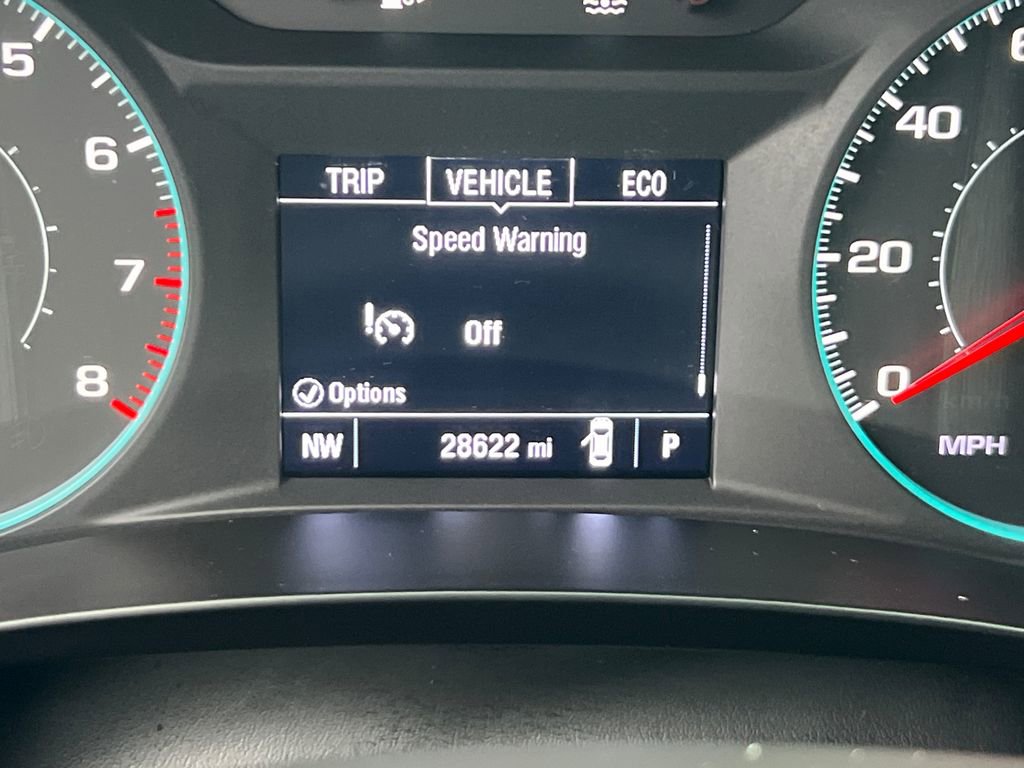 5
6
7
8
TRIP VEHICLE ECO
Speed Warning
! Off
Options
NW 28622 mi P
40
20
0
MPH